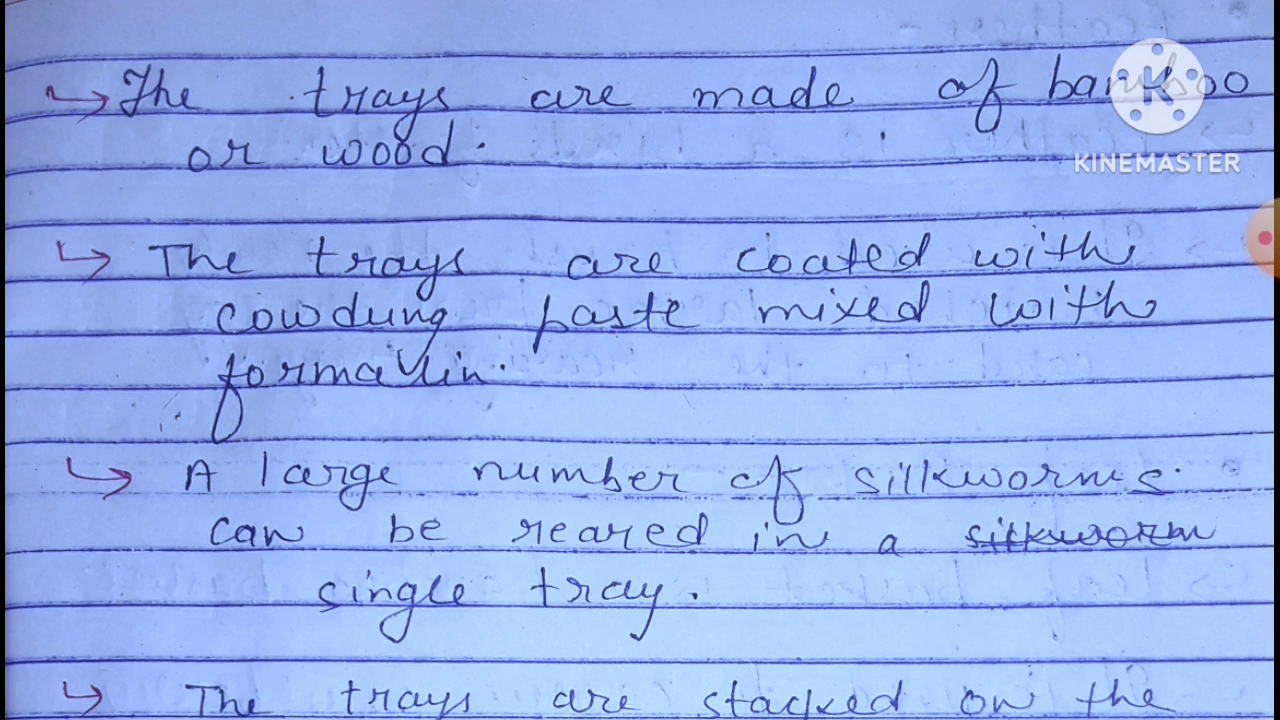 ↳ The trays are made of bamboo
or wood.
↳ The trays are coated with
cowdung paste mixed with
formalin.
↳ A large number of silkworms
can be reared in a ~~silkworm~~
single tray.
↳ The trays are stacked on the
KINEMASTER